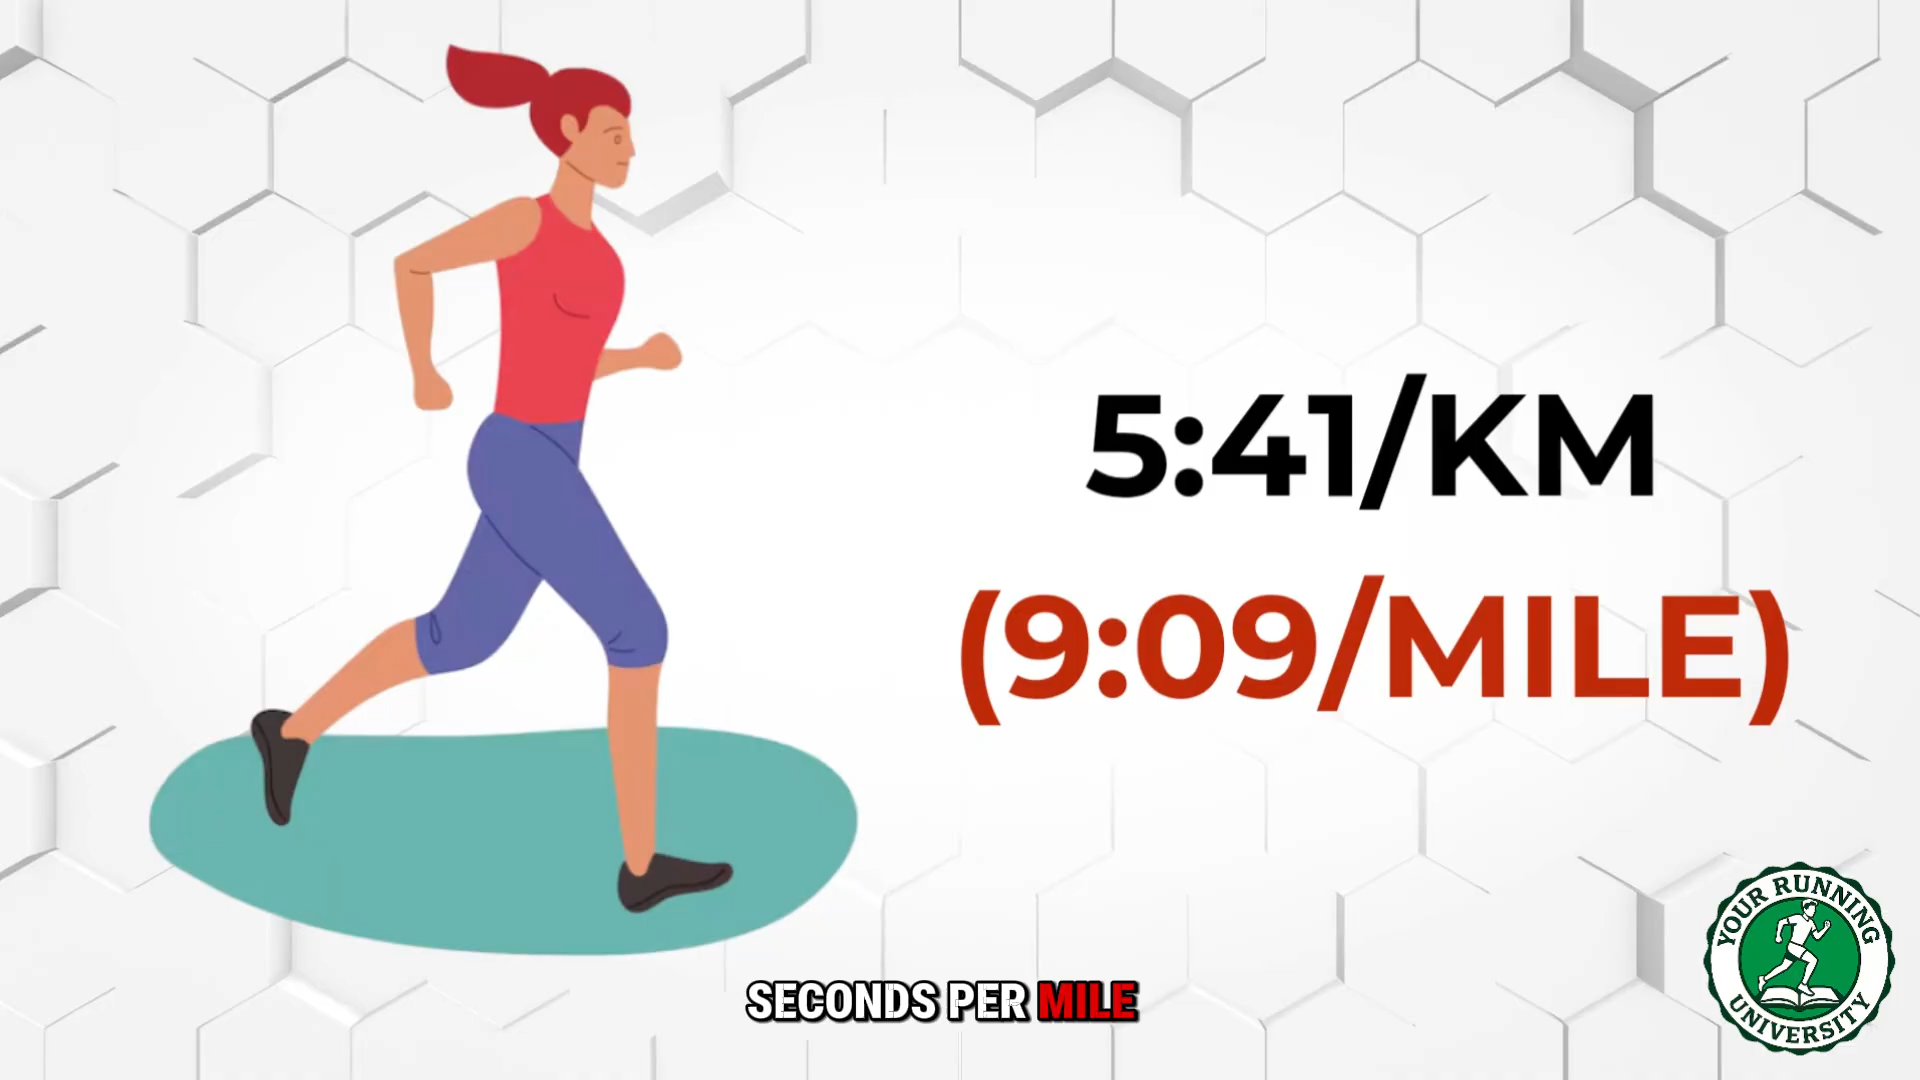 5:41/KM
(9:09/MILE)
SECONDS PER MILE
YOUR RUNNING
UNIVERSITY